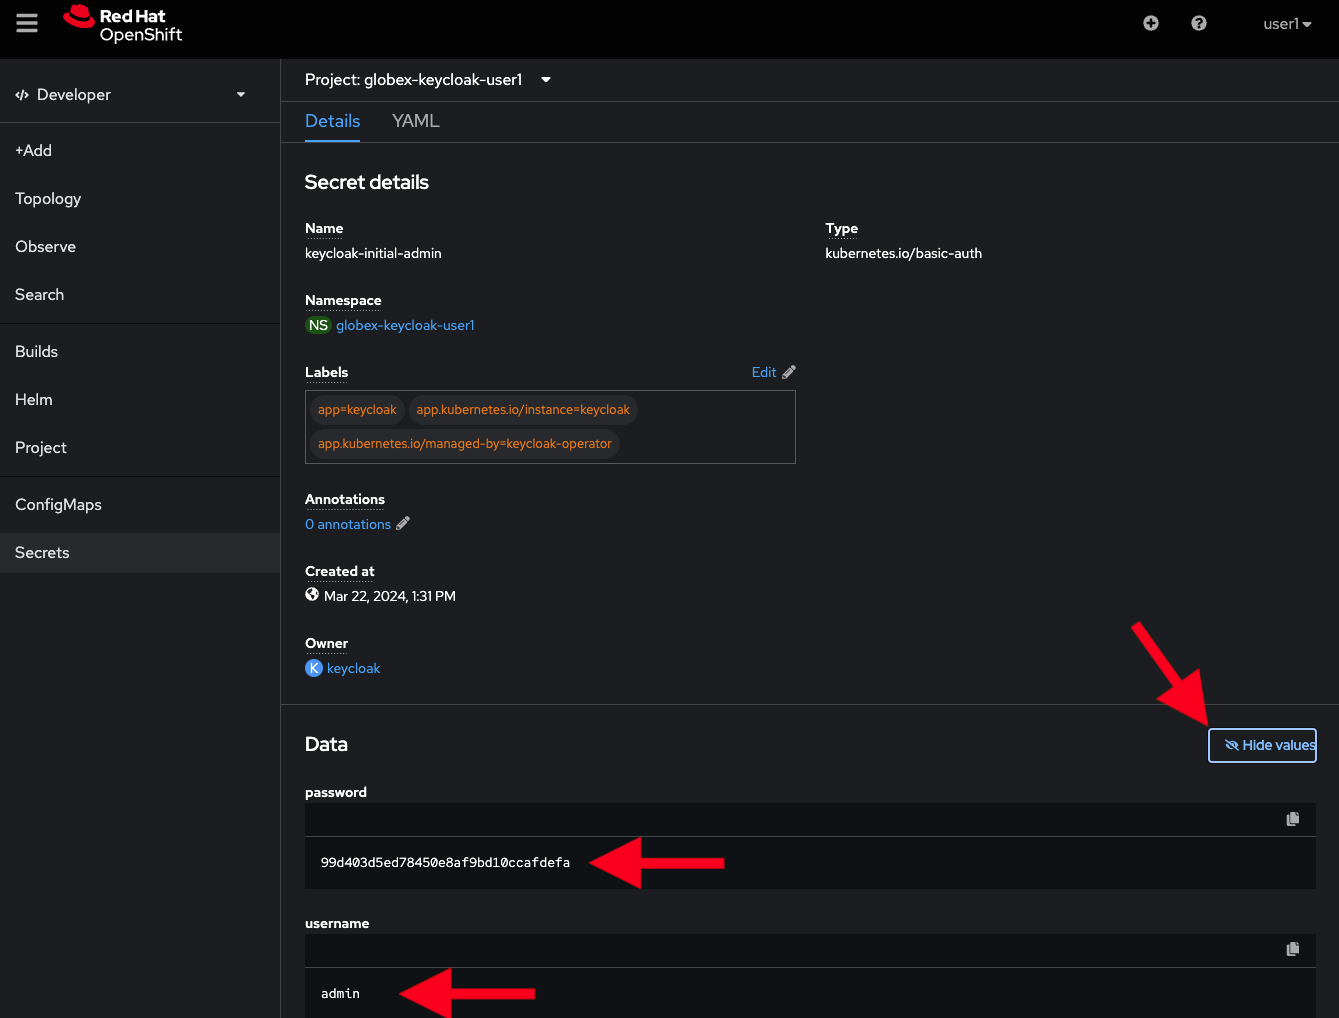 Red Hat
OpenShift
user1
Developer
+Add
Topology
Observe
Search
Builds
Helm
Project
ConfigMaps
Secrets
Project: globex-keycloak-user1
Details YAML
Secret details
Name
keycloak-initial-admin
Type
kubernetes.io/basic-auth
Namespace
NS globex-keycloak-user1
Labels
Edit
app=keycloak app.kubernetes.io/instance=keycloak
app.kubernetes.io/managed-by=keycloak-operator
Annotations
0 annotations
Created at
Mar 22, 2024, 1:31 PM
Owner
K keycloak
Data
Hide values
password
99d403d5ed78450e8af9bd10ccafdefa
username
admin